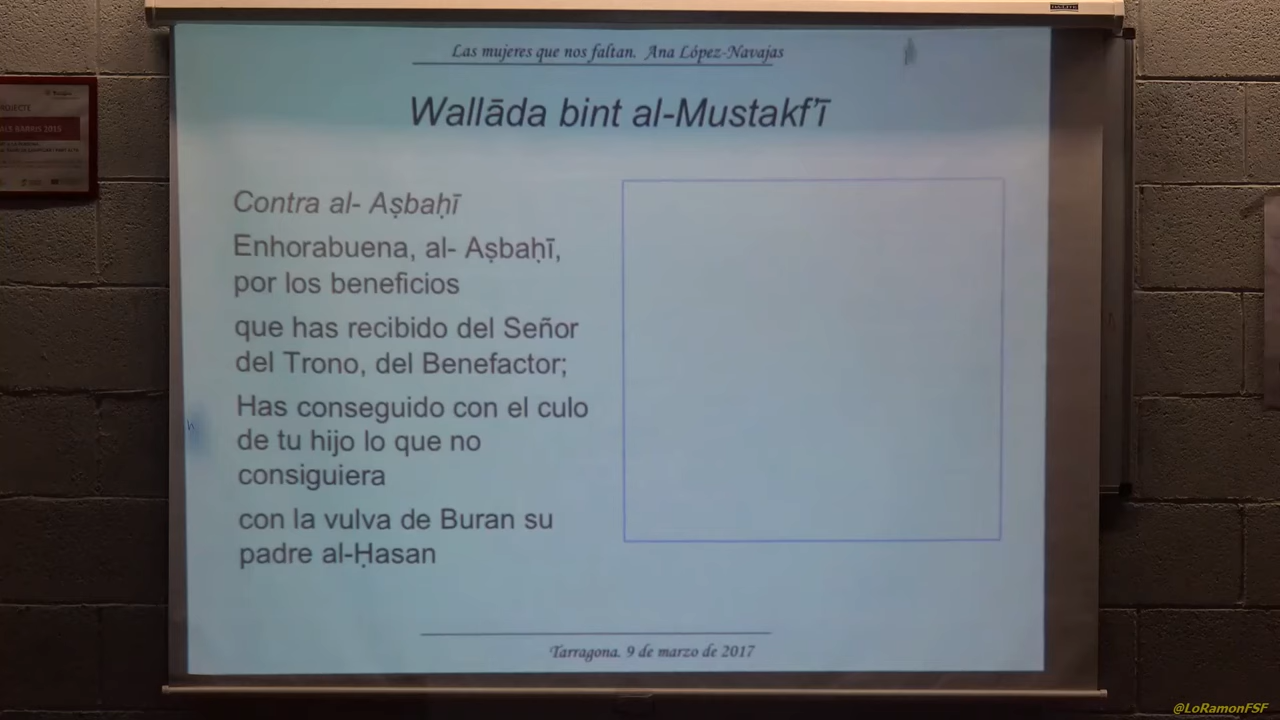 Las mujeres que nos faltan. Ana López-Navajas
Wallāda bint al-Mustakf’ī
Contra al- Aṣbaḥī
Enhorabuena, al- Aṣbaḥī,
por los beneficios
que has recibido del Señor
del Trono, del Benefactor;
Has conseguido con el culo
de tu hijo lo que no
consiguiera
con la vulva de Buran su
padre al-Ḥasan
Tarragona. 9 de marzo de 2017
@LoRamonFSF